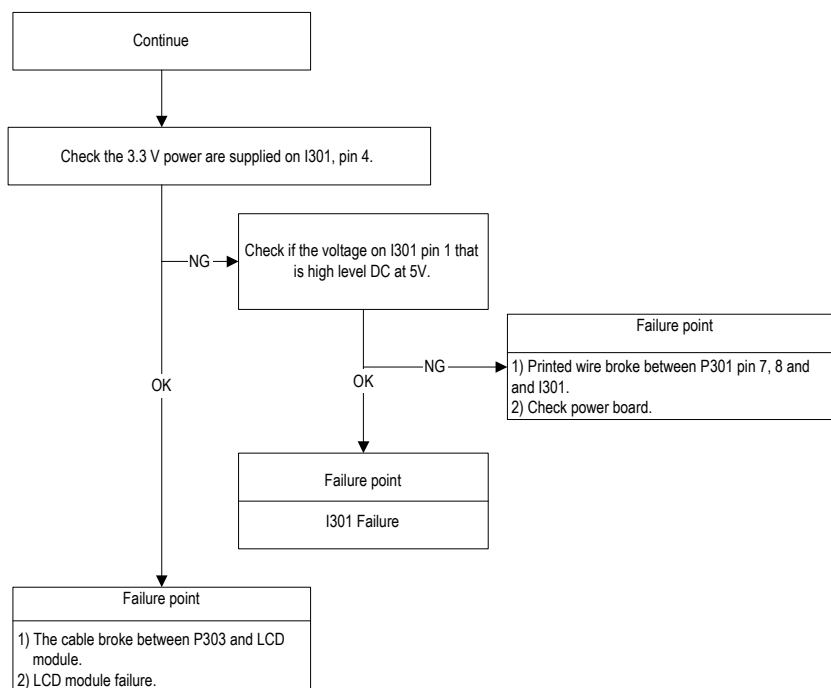 Continue
Check the 3.3 V power are supplied on I301, pin 4.
NG
Check if the voltage on I301 pin 1 that
is high level DC at 5V.
OK
NG
Failure point
1) Printed wire broke between P301 pin 7, 8 and
and I301.
2) Check power board.
OK
Failure point
I301 Failure
Failure point
1) The cable broke between P303 and LCD
module.
2) LCD module failure.